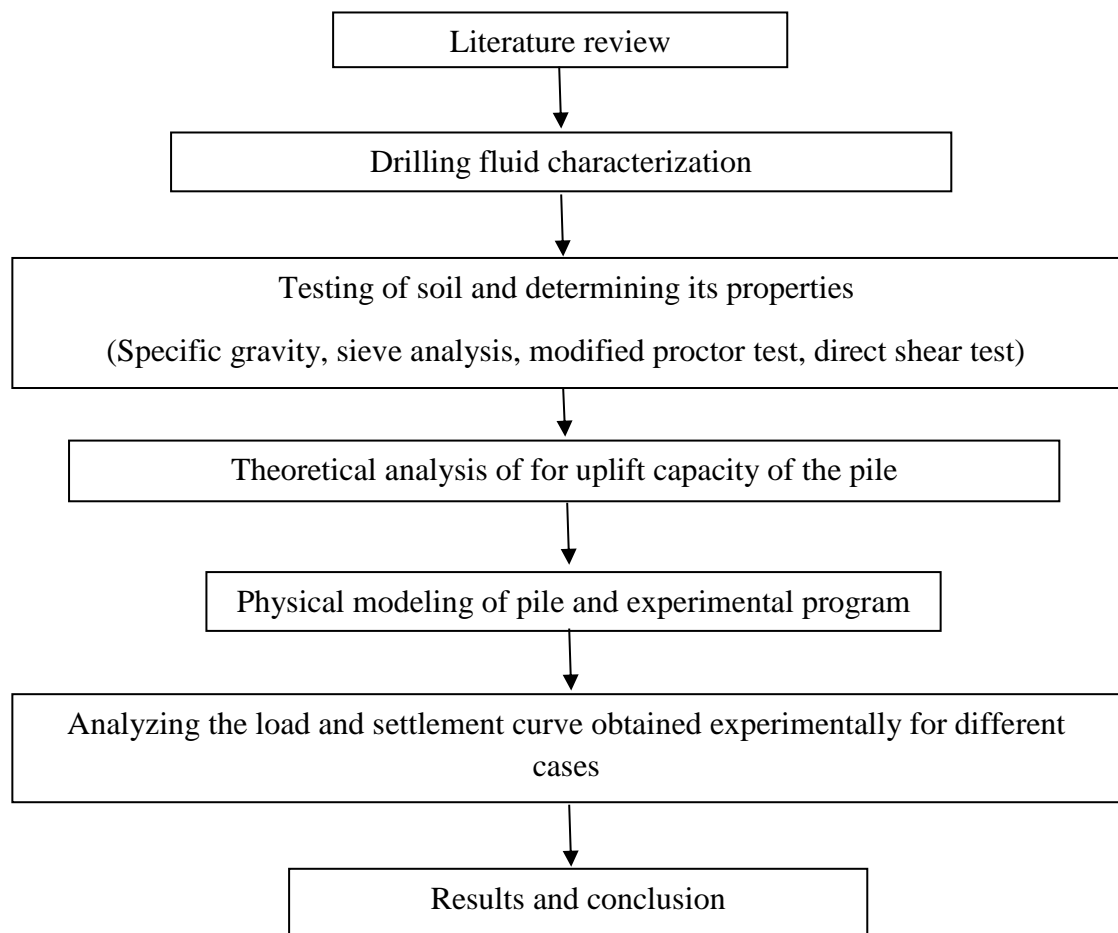 Literature review
Drilling fluid characterization
Testing of soil and determining its properties
(Specific gravity, sieve analysis, modified proctor test, direct shear test)
Theoretical analysis of for uplift capacity of the pile
Physical modeling of pile and experimental program
Analyzing the load and settlement curve obtained experimentally for different
cases
Results and conclusion